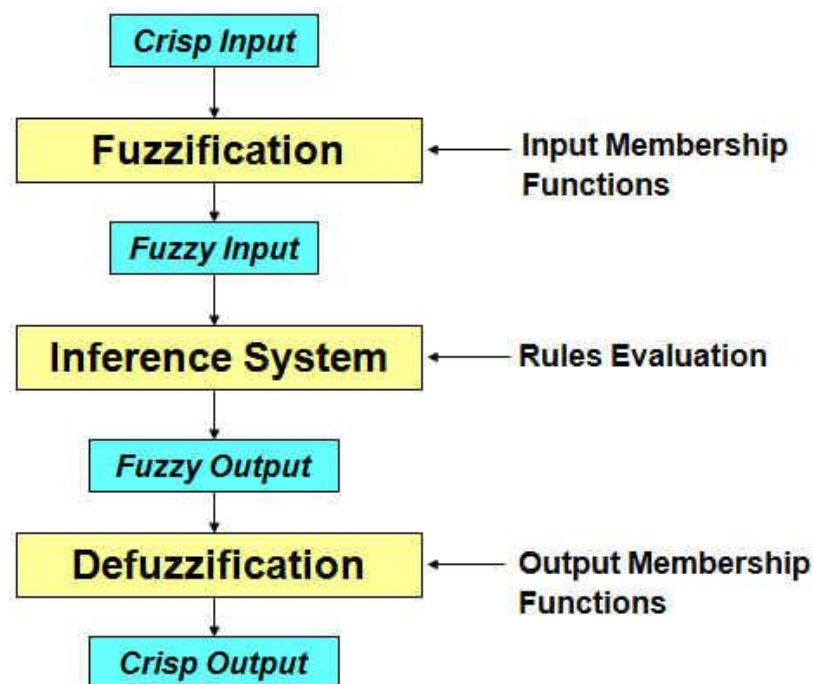 Crisp Input
Fuzzification
Input Membership
Functions
Fuzzy Input
Inference System
Rules Evaluation
Fuzzy Output
Defuzzification
Output Membership
Functions
Crisp Output